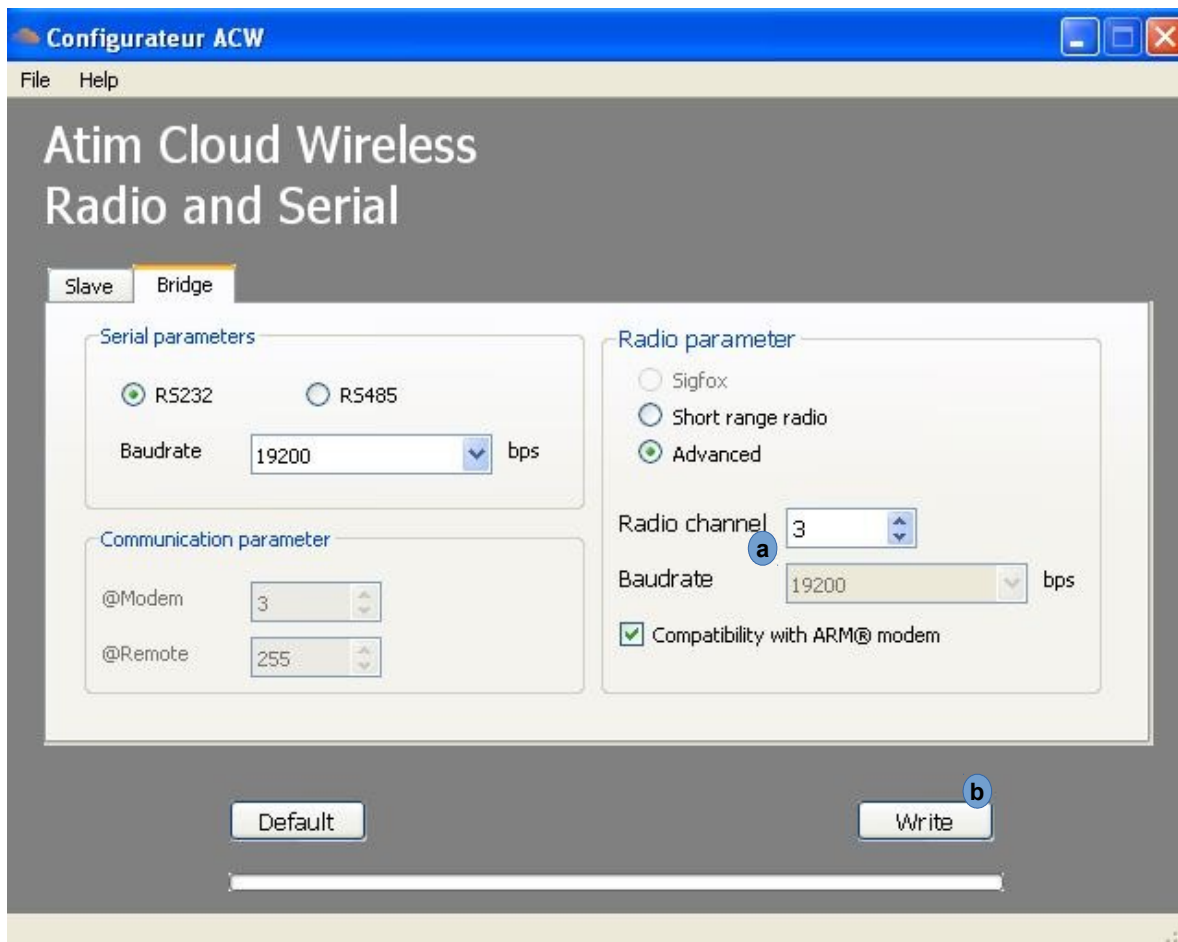 Configurateur ACW
File Help
Atim Cloud Wireless
Radio and Serial
Slave Bridge
Serial parameters
RS232 RS485
Baudrate 19200 bps
Communication parameter
@Modem 3
@Remote 255
Radio parameter
Sigfox
Short range radio
Advanced
Radio channel 3
a
Baudrate 19200 bps
Compatibility with ARM® modem
b
Default Write